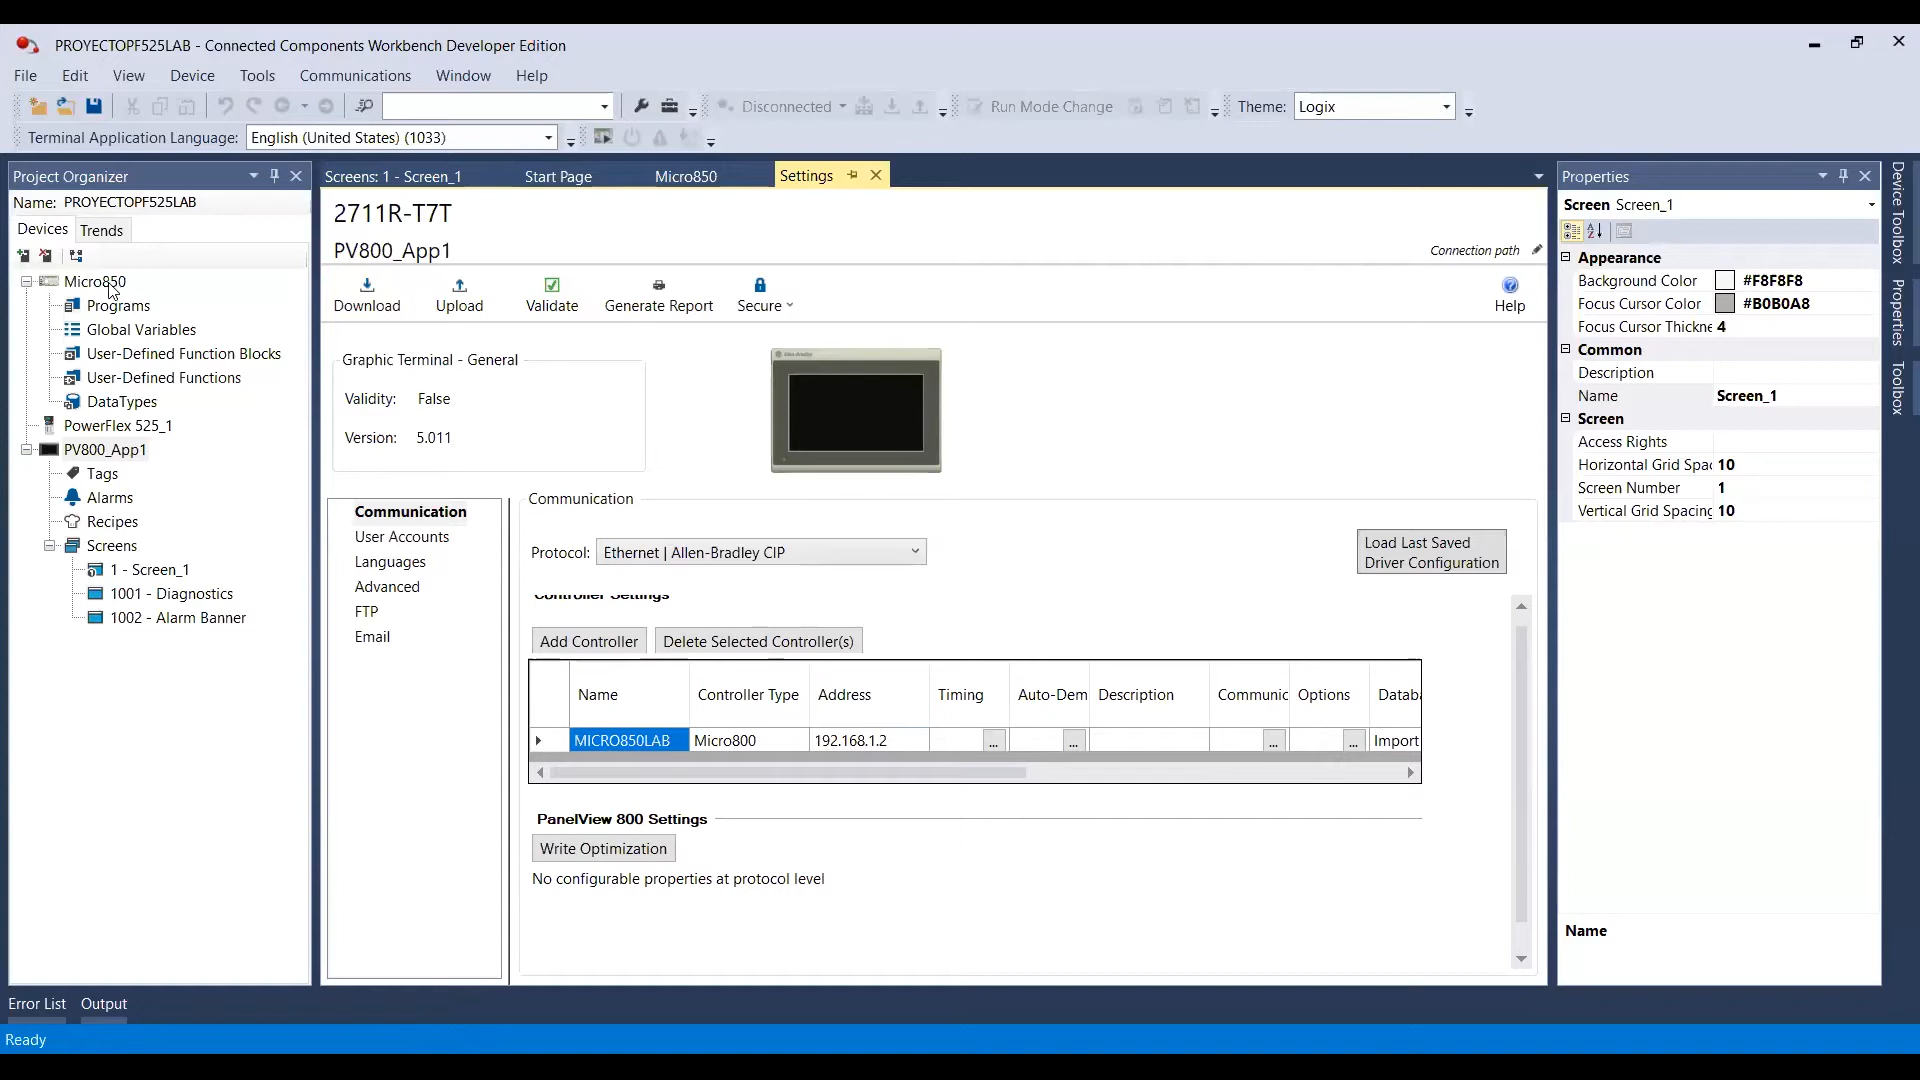 PROYECTOPF525LAB - Connected Components Workbench Developer Edition
File Edit View Device Tools Communications Window Help
Disconnected Run Mode Change Theme: Logix
Terminal Application Language: English (United States) (1033)
Project Organizer
Name: PROYECTOPF525LAB
Devices Trends
Micro850
Programs
Global Variables
User-Defined Function Blocks
User-Defined Functions
DataTypes
PowerFlex 525_1
PV800_App1
Tags
Alarms
Recipes
Screens
1 - Screen_1
1001 - Diagnostics
1002 - Alarm Banner
Screens: 1 - Screen_1 Start Page Micro850 Settings
2711R-T7T
PV800_App1
Connection path
Download Upload Validate Generate Report Secure Help
Graphic Terminal - General
Validity: False
Version: 5.011
Allen-Bradley
Communication
User Accounts
Languages
Advanced
FTP
Email
Communication
Protocol: Ethernet | Allen-Bradley CIP
Load Last Saved
Driver Configuration
Controller Settings
Add Controller Delete Selected Controller(s)
Name Controller Type Address Timing Auto-Dem Description Communic Options Databa
MICRO850LAB Micro800 192.168.1.2 ... ... ... ... Import
PanelView 800 Settings
Write Optimization
No configurable properties at protocol level
Properties
Screen Screen_1
Appearance
Background Color #F8F8F8
Focus Cursor Color #B0B0A8
Focus Cursor Thickne 4
Common
Description
Name Screen_1
Screen
Access Rights
Horizontal Grid Spac 10
Screen Number 1
Vertical Grid Spacing 10
Name
Device Toolbox
Properties
Toolbox
Error List Output
Ready